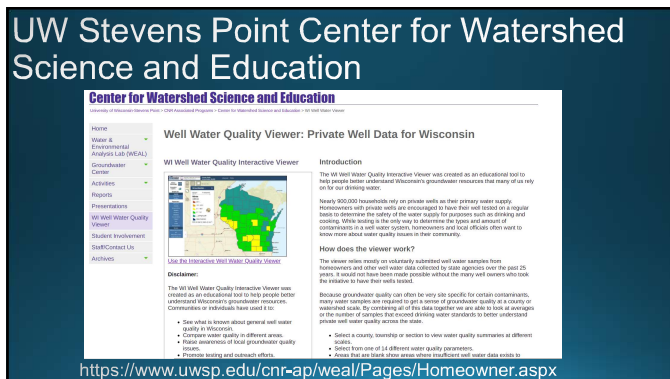 UW Stevens Point Center for Watershed
Science and Education
Center for Watershed Science and Education
University of Wisconsin-Stevens Point > CNR Associated Programs > Center for Watershed Science and Education > WI Well Water Viewer
Home
Water &
Environmental
Analysis Lab (WEAL)
Groundwater
Center
Activities
Reports
Presentations
WI Well Water Quality
Viewer
Student Involvement
Staff/Contact Us
Archives
Well Water Quality Viewer: Private Well Data for Wisconsin
WI Well Water Quality Interactive Viewer
Use the Interactive Well Water Quality Viewer
Disclaimer:
The WI Well Water Quality Interactive Viewer was
created as an educational tool to help people better
understand Wisconsin's groundwater resources.
Communities or individuals have used it to:
• See what is known about general well water
quality in Wisconsin.
• Compare water quality in different areas.
• Raise awareness of local groundwater quality
issues.
• Promote testing and outreach efforts.
Introduction
The WI Well Water Quality Interactive Viewer was created as an educational tool to
help people better understand Wisconsin's groundwater resources that many of us rely
on for our drinking water.
Nearly 900,000 households rely on private wells as their primary water supply.
Homeowners with private wells are encouraged to have their well tested on a regular
basis to determine the safety of the water supply for purposes such as drinking and
cooking. While testing is the only way to determine the types and amount of
contaminants in a well water system, homeowners and local officials often want to
know more about water quality issues in their community.
How does the viewer work?
The viewer relies mostly on voluntarily submitted well water samples from
homeowners and other well water data collected by state agencies over the past 25
years. It would not have been made possible without the many well owners who took
the initiative to have their wells tested.
Because groundwater quality can often be very site specific for certain contaminants,
many water samples are required to get a sense of groundwater quality at a county or
watershed scale. By combining all of this data together we are able to look at averages
or the number of samples that exceed drinking water standards to better understand
private well water quality across the state.
• Select a county, township or section to view water quality summaries at different
scales.
• Select from one of 14 different water quality parameters.
• Areas that are blank show areas where insufficient well water data exists to
https://www.uwsp.edu/cnr-ap/weal/Pages/Homeowner.aspx